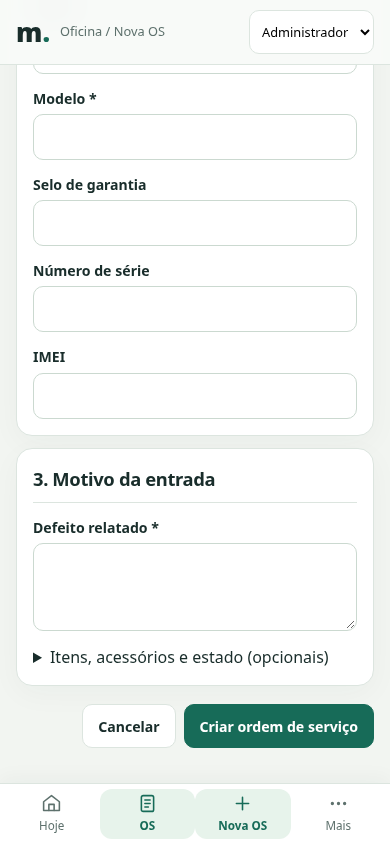 m. Oficina / Nova OS Administrador
Modelo *
Selo de garantia
Número de série
IMEI
3. Motivo da entrada
Defeito relatado *
Itens, acessórios e estado (opcionais)
Cancelar Criar ordem de serviço
Hoje OS Nova OS Mais